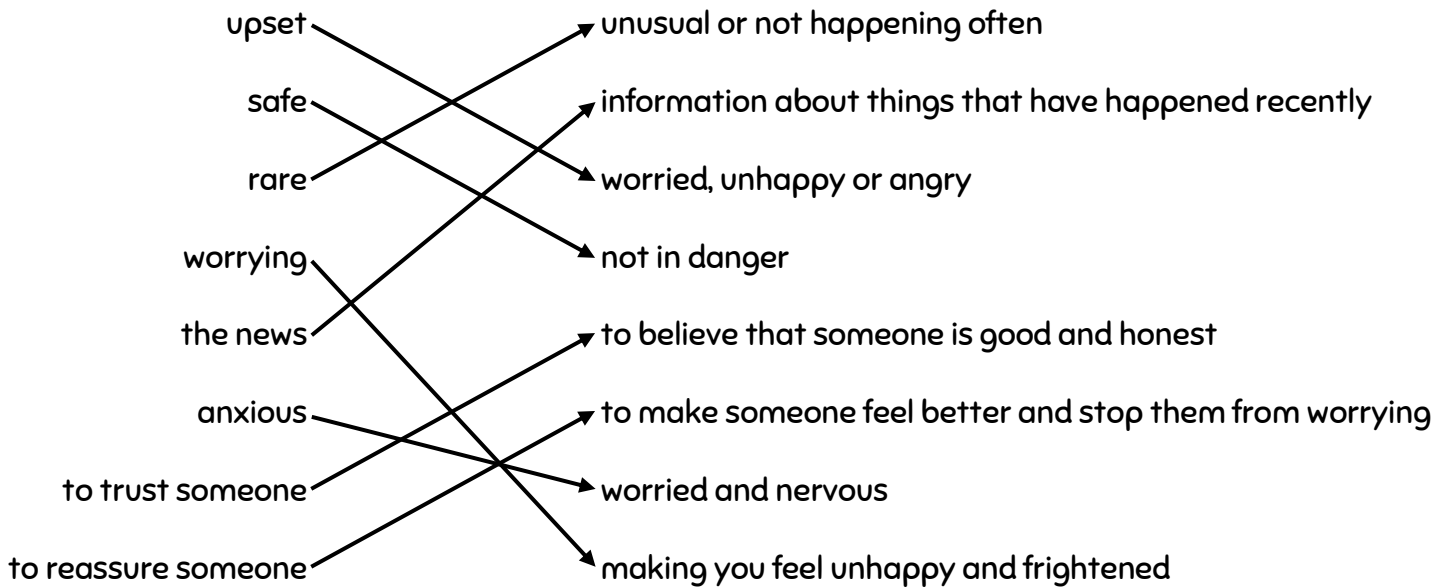 upset unusual or not happening often
safe information about things that have happened recently
rare worried, unhappy or angry
worrying not in danger
the news to believe that someone is good and honest
anxious to make someone feel better and stop them from worrying
to trust someone worried and nervous
to reassure someone making you feel unhappy and frightened